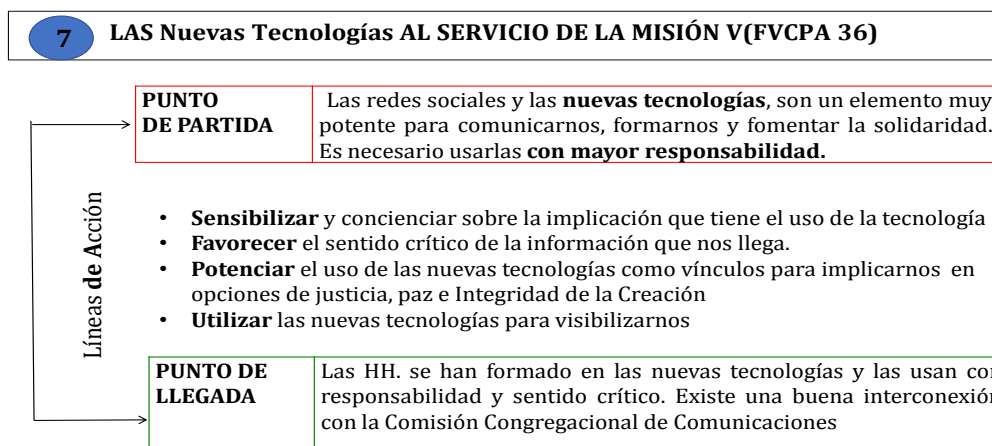 7 LAS Nuevas Tecnologías AL SERVICIO DE LA MISIÓN V(FVCPA 36)
PUNTO
DE PARTIDA
Las redes sociales y las nuevas tecnologías, son un elemento muy
potente para comunicarnos, formarnos y fomentar la solidaridad.
Es necesario usarlas con mayor responsabilidad.
Líneas de Acción
• Sensibilizar y concienciar sobre la implicación que tiene el uso de la tecnología
• Favorecer el sentido crítico de la información que nos llega.
• Potenciar el uso de las nuevas tecnologías como vínculos para implicarnos en
opciones de justicia, paz e Integridad de la Creación
• Utilizar las nuevas tecnologías para visibilizarnos
PUNTO DE
LLEGADA
Las HH. se han formado en las nuevas tecnologías y las usan con
responsabilidad y sentido crítico. Existe una buena interconexión
con la Comisión Congregacional de Comunicaciones